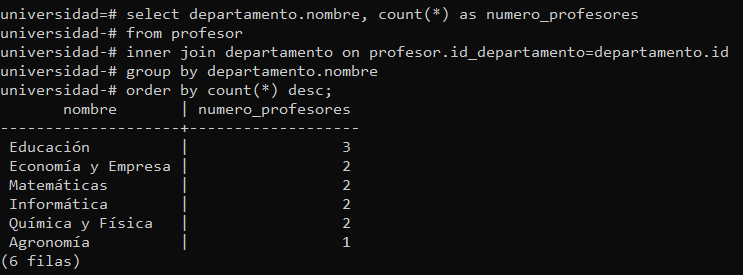 universidad=# select departamento.nombre, count(*) as numero_profesores
universidad-# from profesor
universidad-# inner join departamento on profesor.id_departamento=departamento.id
universidad-# group by departamento.nombre
universidad-# order by count(*) desc;
nombre | numero_profesores
--------------------+-------------------
Educación | 3
Economía y Empresa | 2
Matemáticas | 2
Informática | 2
Química y Física | 2
Agronomía | 1
(6 filas)